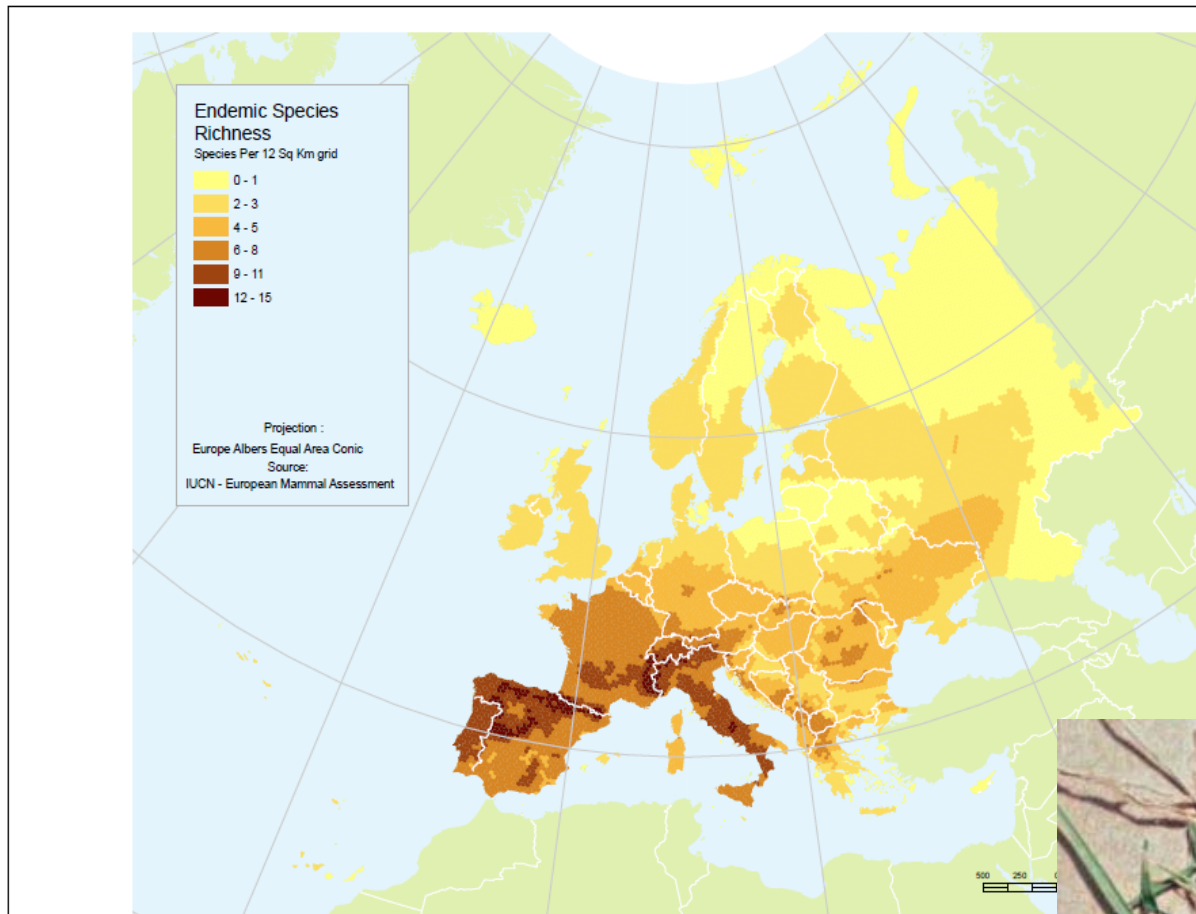 Endemic Species
Richness
Species Per 12 Sq Km grid
0 - 1
2 - 3
4 - 5
6 - 8
9 - 11
12 - 15
Projection :
Europe Albers Equal Area Conic
Source:
IUCN - European Mammal Assessment
500 250 0